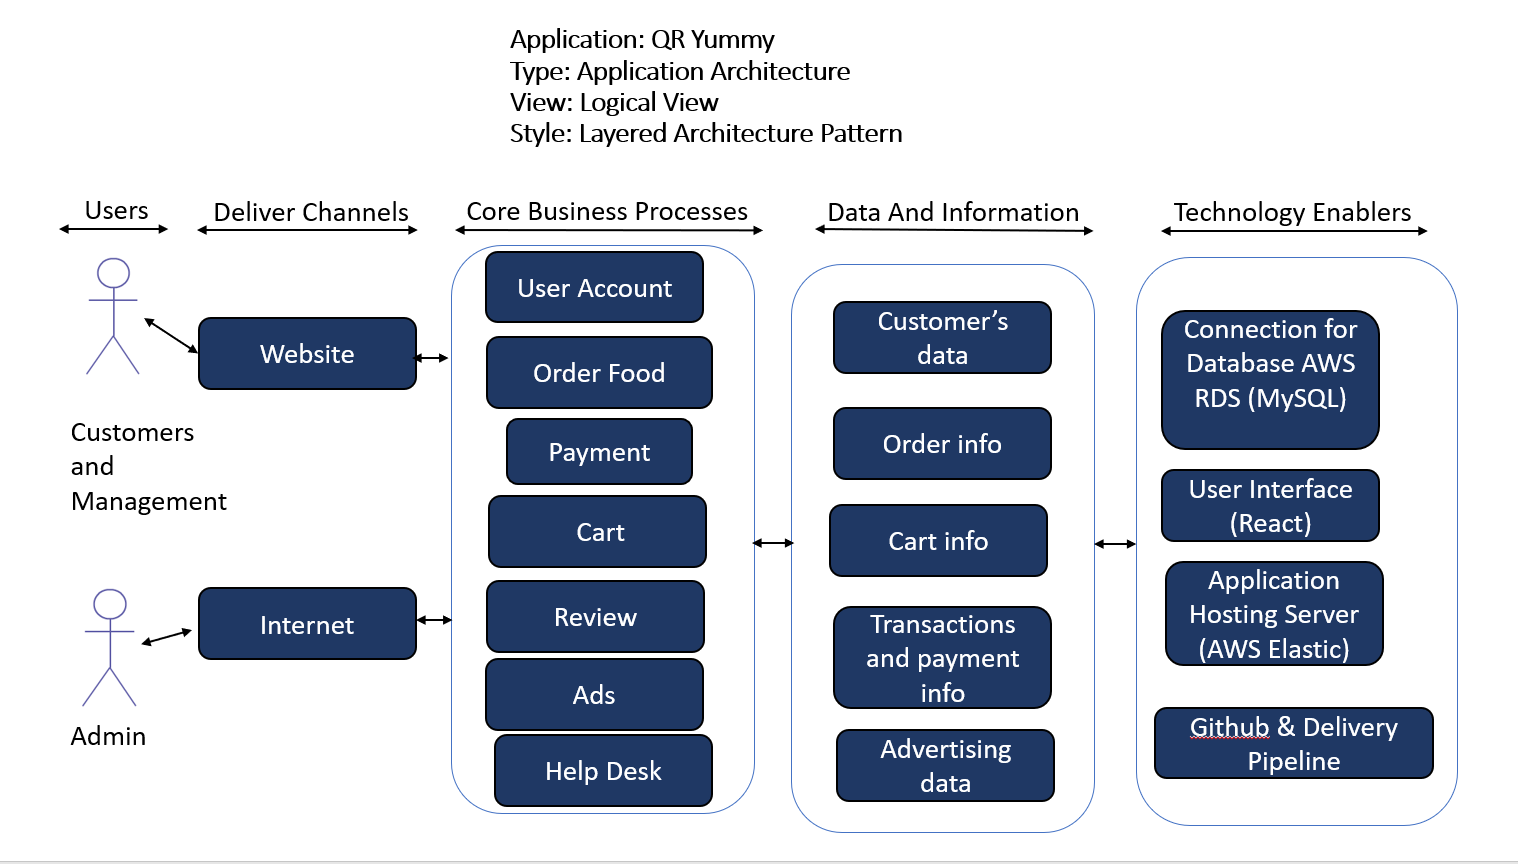 Application: QR Yummy
Type: Application Architecture
View: Logical View
Style: Layered Architecture Pattern
Users
Deliver Channels
Core Business Processes
Data And Information
Technology Enablers
Customers
and
Management
Admin
Website
Internet
User Account
Order Food
Payment
Cart
Review
Ads
Help Desk
Customer’s
data
Order info
Cart info
Transactions
and payment
info
Advertising
data
Connection for
Database AWS
RDS (MySQL)
User Interface
(React)
Application
Hosting Server
(AWS Elastic)
Github & Delivery
Pipeline